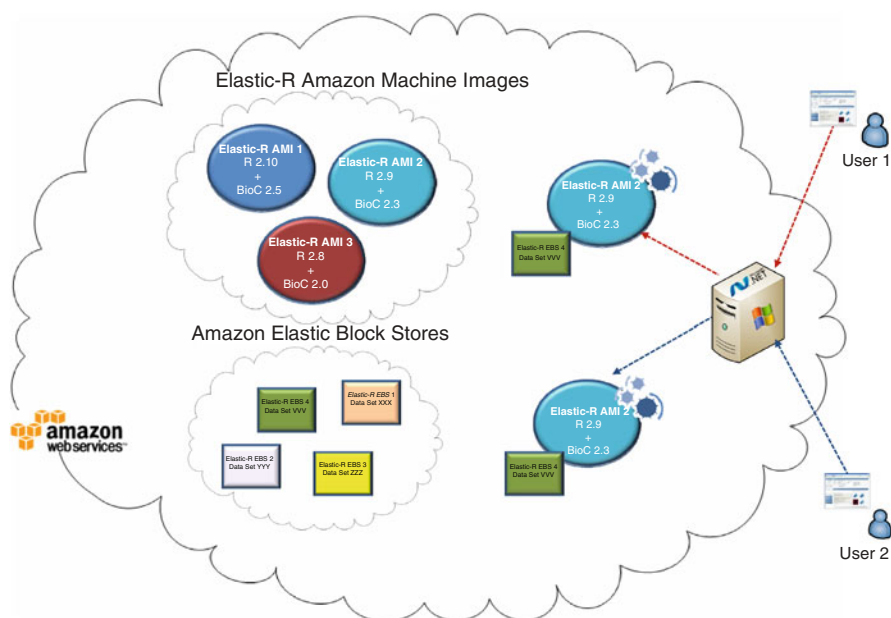 Elastic-R Amazon Machine Images
Elastic-R AMI 1
R 2.10
+
BioC 2.5
Elastic-R AMI 2
R 2.9
+
BioC 2.3
Elastic-R AMI 3
R 2.8
+
BioC 2.0
Amazon Elastic Block Stores
Elastic-R EBS 4
Data Set VVV
Elastic-R EBS 1
Data Set XXX
Elastic-R EBS 2
Data Set YYY
Elastic-R EBS 3
Data Set ZZZ
amazon
webservices™
Elastic-R AMI 2
R 2.9
+
BioC 2.3
Elastic-R EBS 4
Data Set VVV
Elastic-R AMI 2
R 2.9
+
BioC 2.3
Elastic-R EBS 4
Data Set VVV
.NET
User 1
User 2